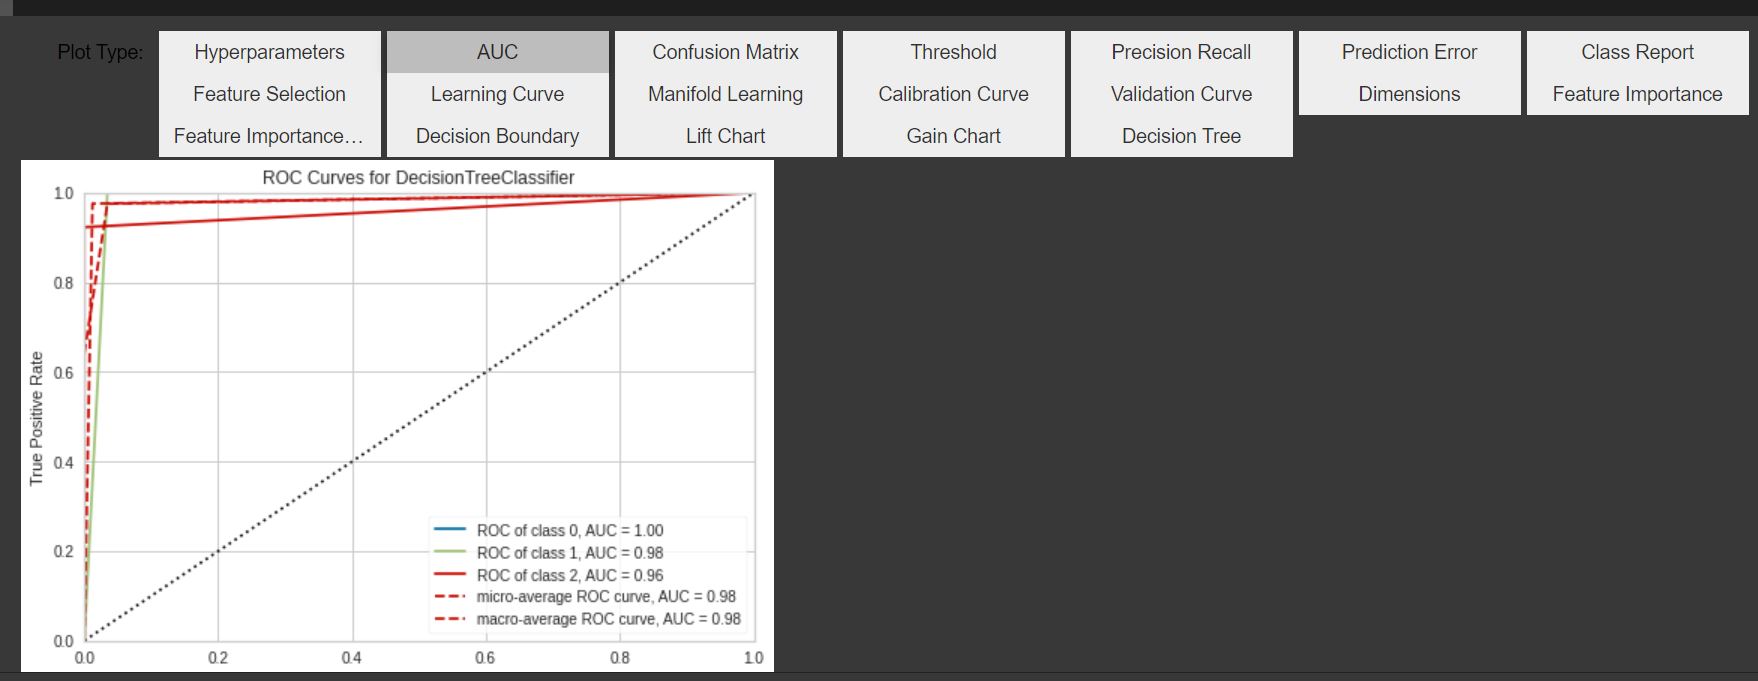 Plot Type:
Hyperparameters
AUC
Confusion Matrix
Threshold
Precision Recall
Prediction Error
Class Report
Feature Selection
Learning Curve
Manifold Learning
Calibration Curve
Validation Curve
Dimensions
Feature Importance
Feature Importance…
Decision Boundary
Lift Chart
Gain Chart
Decision Tree
ROC Curves for DecisionTreeClassifier
True Positive Rate
1.0
0.8
0.6
0.4
0.2
0.0
ROC of class 0, AUC = 1.00
ROC of class 1, AUC = 0.98
ROC of class 2, AUC = 0.96
micro-average ROC curve, AUC = 0.98
macro-average ROC curve, AUC = 0.98
0.0
0.2
0.4
0.6
0.8
1.0